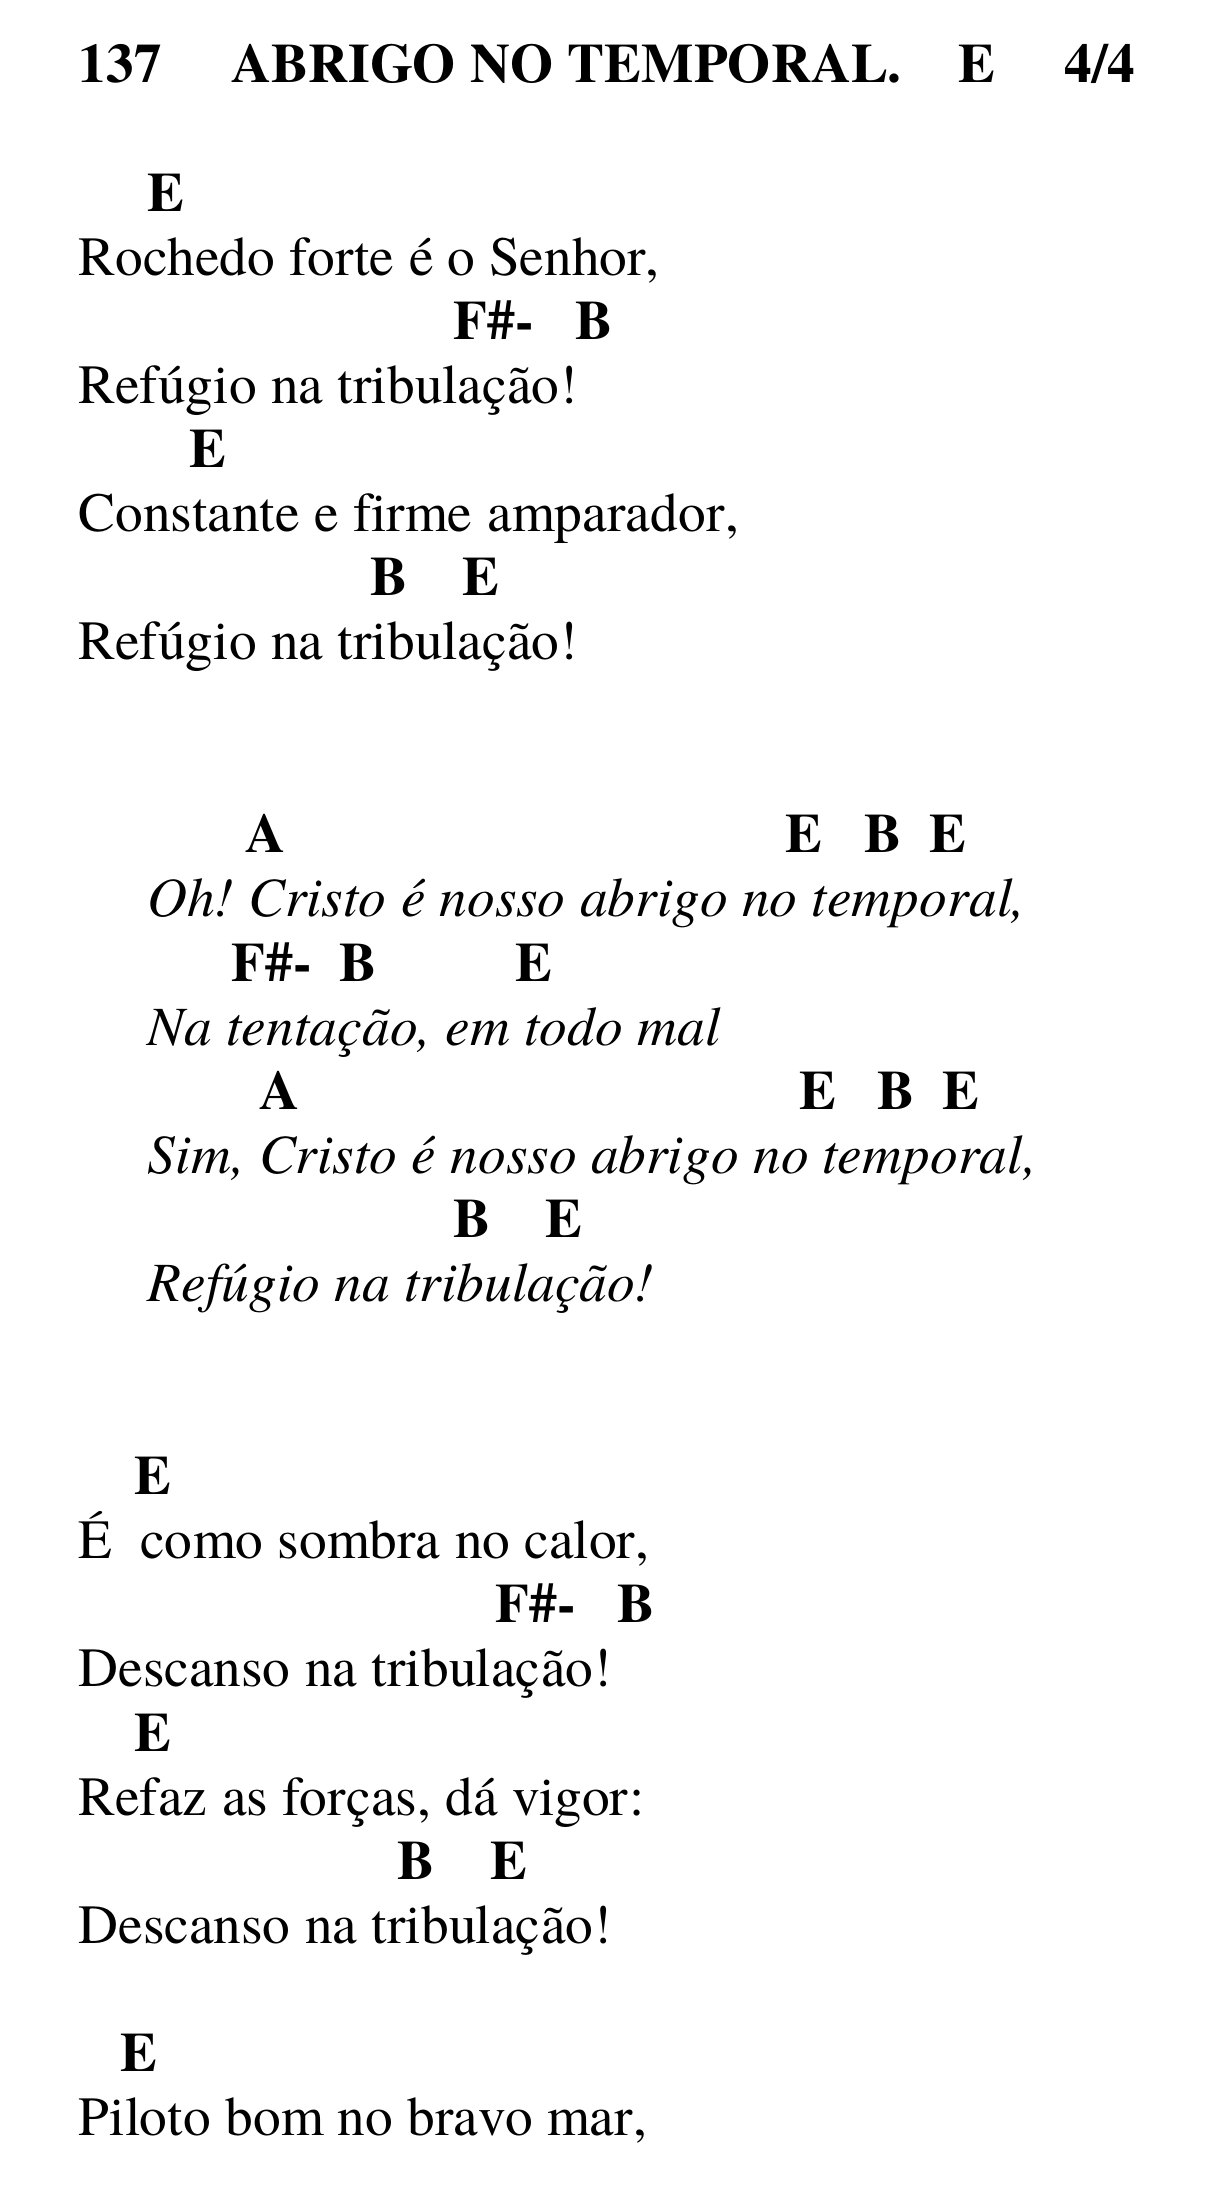 137 ABRIGO NO TEMPORAL. E 4/4
E
Rochedo forte é o Senhor,
F#- B
Refúgio na tribulação!
E
Constante e firme amparador,
B E
Refúgio na tribulação!
A E B E
Oh! Cristo é nosso abrigo no temporal,
F#- B E
Na tentação, em todo mal
A E B E
Sim, Cristo é nosso abrigo no temporal,
B E
Refúgio na tribulação!
E
É como sombra no calor,
F#- B
Descanso na tribulação!
E
Refaz as forças, dá vigor:
B E
Descanso na tribulação!
E
Piloto bom no bravo mar,